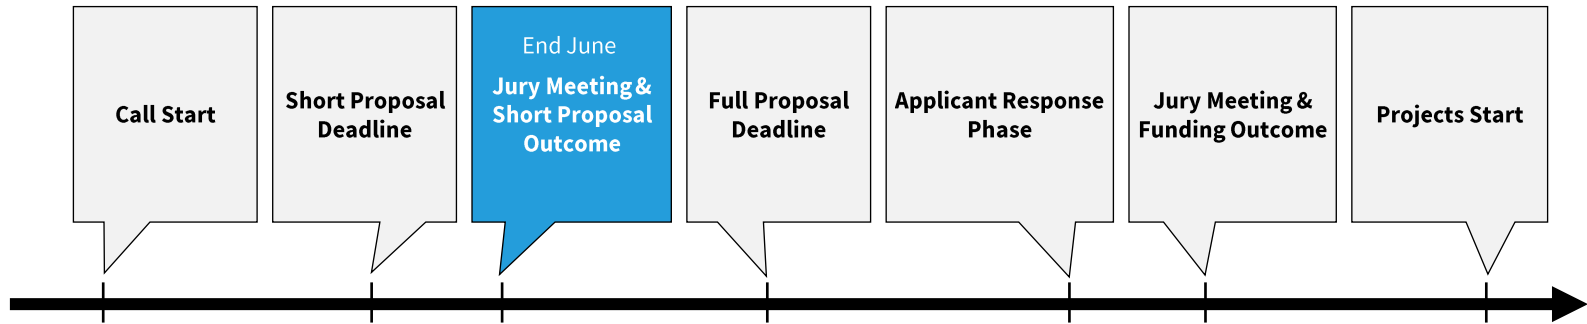 Call Start
Short Proposal
Deadline
End June
Jury Meeting &
Short Proposal
Outcome
Full Proposal
Deadline
Applicant Response
Phase
Jury Meeting &
Funding Outcome
Projects Start